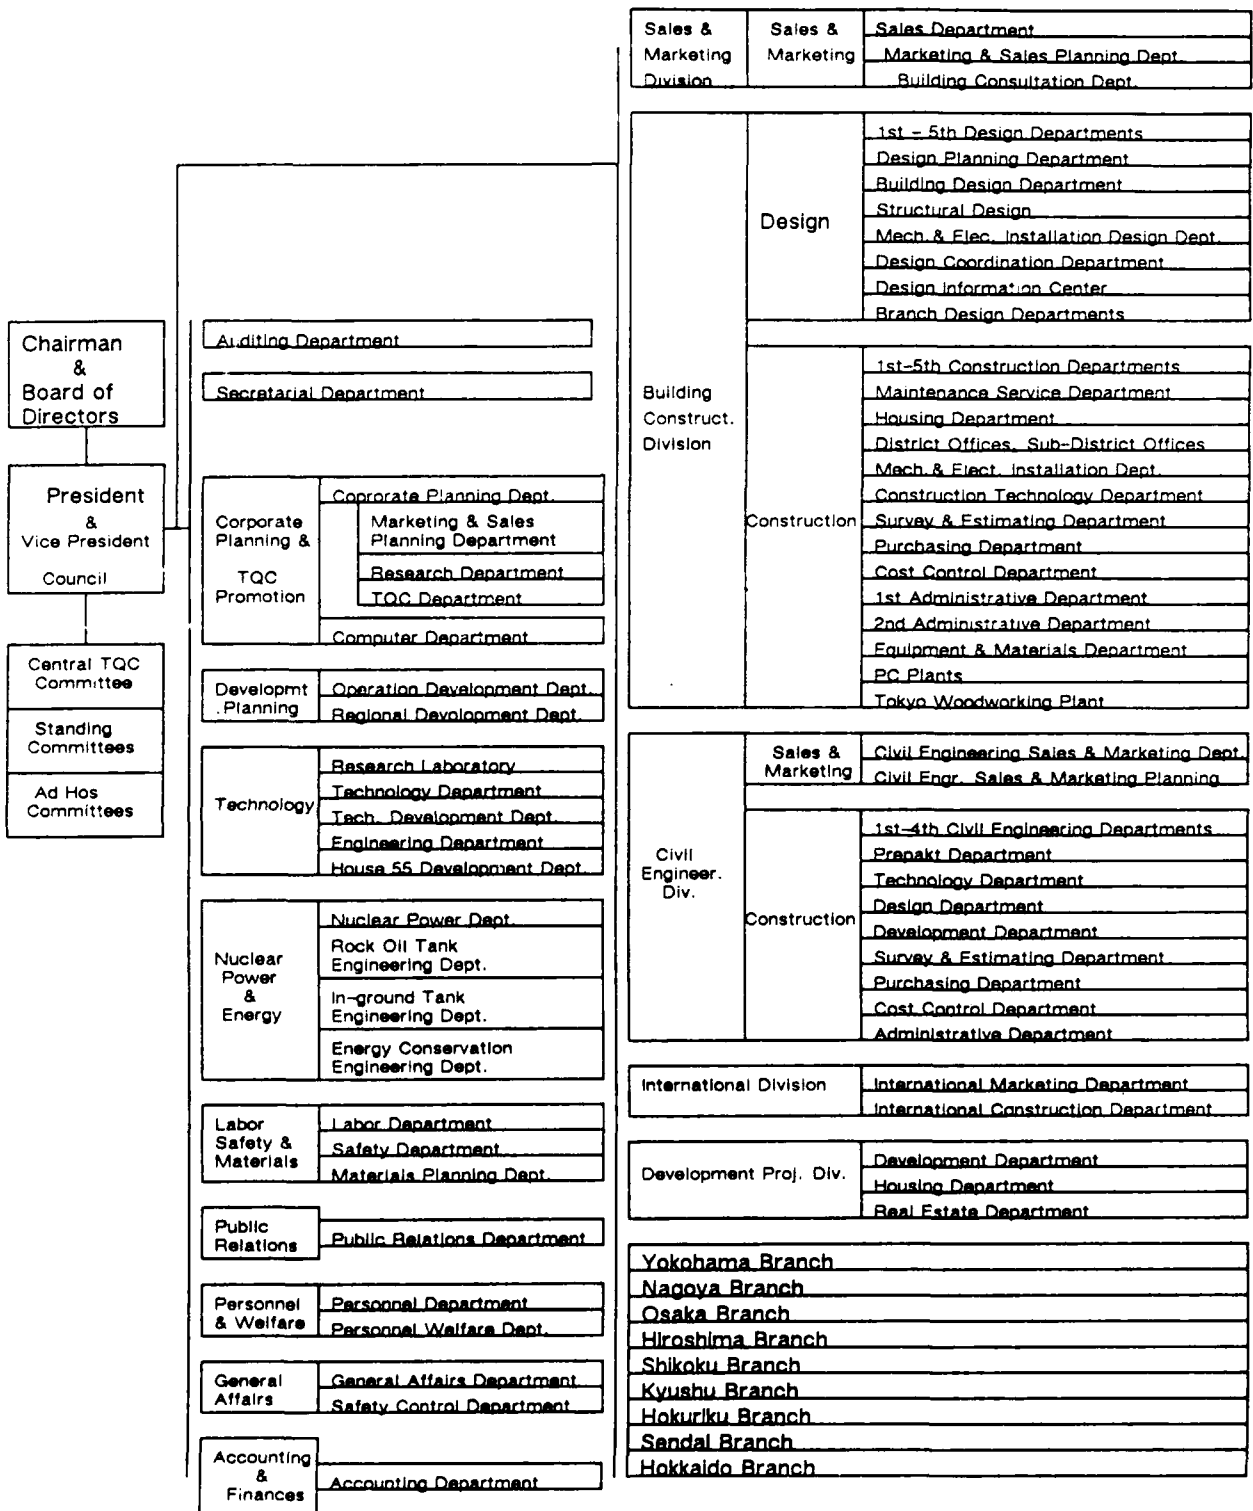 Chairman
&
Board of
Directors
President
&
Vice President
Council
Central TQC
Committee
Standing
Committees
Ad Hos
Committees
Auditing Department
Secretarial Department
Corporate
Planning &
TQC
Promotion
Coprorate Planning Dept.
Marketing & Sales
Planning Department
Research Department
TQC Department
Computer Department
Developmt
.Planning
Operation Development Dept.
Regional Devolopment Dept.
Technology
Research Laboratory
Technology Department
Tech. Development Dept.
Engineering Department
House 55 Development Dept.
Nuclear
Power
&
Energy
Nuclear Power Dept.
Rock Oil Tank
Engineering Dept.
In-ground Tank
Engineering Dept.
Energy Conservation
Engineering Dept.
Labor
Safety &
Materials
Labor Department
Safety Department
Materials Planning Dept.
Public
Relations
Public Relations Department
Personnel
& Welfare
Personnel Department
Personnel Welfare Dept.
General
Affairs
General Affairs Department
Safety Control Department
Accounting
&
Finances
Accounting Department
Sales &
Marketing
Division
Sales &
Marketing
Sales Department
Marketing & Sales Planning Dept.
Building Consultation Dept.
Building
Construct.
Division
Design
1st - 5th Design Departments
Design Planning Department
Building Design Department
Structural Design
Mech.& Elec. Installation Design Dept.
Design Coordination Department
Design Information Center
Branch Design Departments
Construction
1st-5th Construction Departments
Maintenance Service Department
Housing Department
District Offices, Sub-District Offices
Mech.& Elect. Installation Dept.
Construction Technology Department
Survey & Estimating Department
Purchasing Department
Cost Control Department
1st Administrative Department
2nd Administrative Department
Equipment & Materials Department
PC Plants
Tokyo Woodworking Plant
Civil
Engineer.
Div.
Sales &
Marketing
Civil Engineering Sales & Marketing Dept.
Civil Engr. Sales & Marketing Planning
Construction
1st-4th Civil Engineering Departments
Prepakt Department
Technology Department
Design Department
Development Department
Survey & Estimating Department
Purchasing Department
Cost Control Department
Administrative Department
International Division
International Marketing Department
International Construction Department
Development Proj. Div.
Development Department
Housing Department
Real Estate Department
Yokohama Branch
Nagoya Branch
Osaka Branch
Hiroshima Branch
Shikoku Branch
Kyushu Branch
Hokuriku Branch
Sendai Branch
Hokkaido Branch